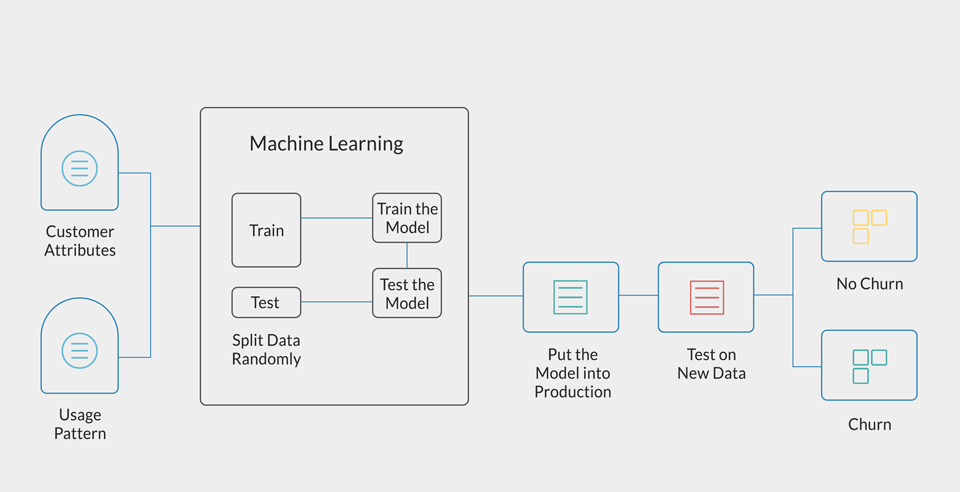 Machine Learning
Customer
Attributes
Usage
Pattern
Train
Train the
Model
Test
Test the
Model
Split Data
Randomly
Put the
Model into
Production
Test on
New Data
No Churn
Churn